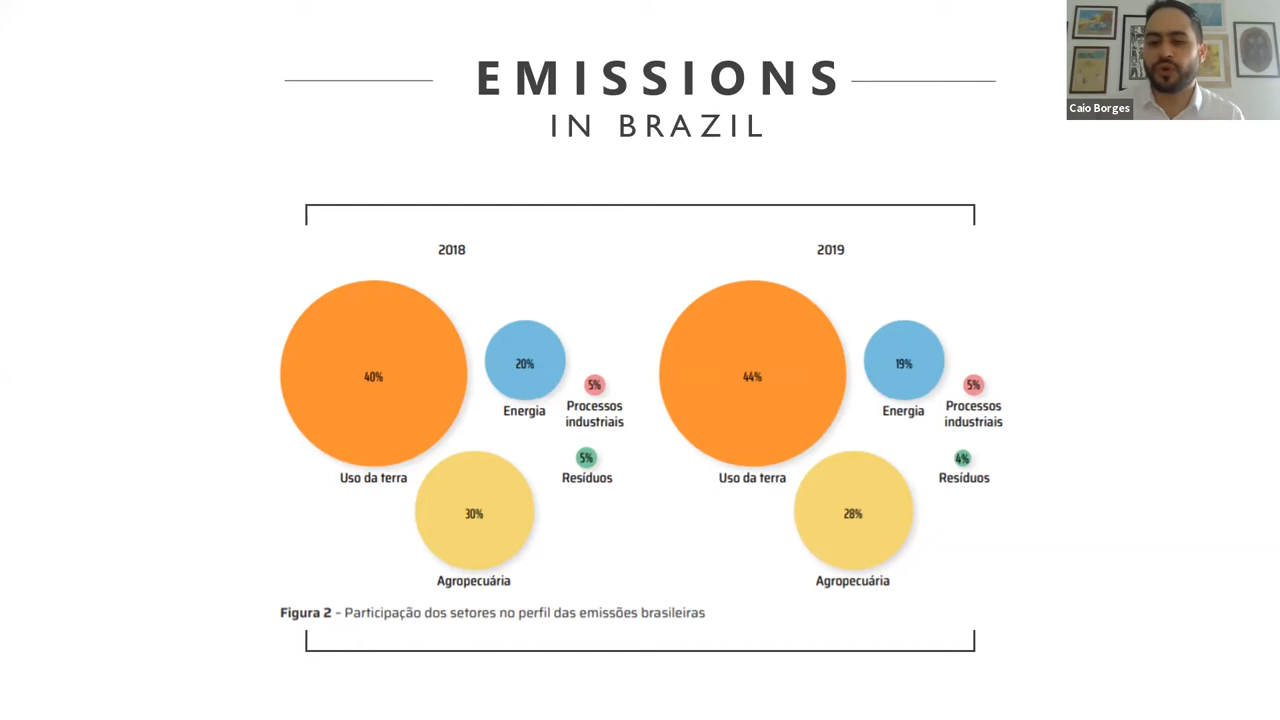 EMISSIONS
IN BRAZIL
Caio Borges
2018
40%
Uso da terra
20%
Energia
5%
Processos
industriais
5%
Resíduos
30%
Agropecuária
2019
44%
Uso da terra
19%
Energia
5%
Processos
industriais
4%
Resíduos
28%
Agropecuária
Figura 2 – Participação dos setores no perfil das emissões brasileiras